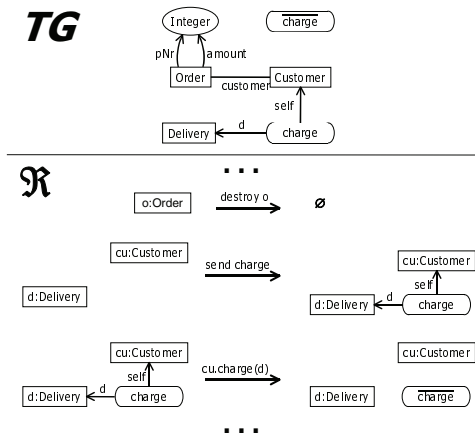 TG
Integer
charge
pNr
amount
Order
Customer
customer
self
Delivery
d
charge
...
ℜ
o:Order
destroy o
ø
cu:Customer
send charge
cu:Customer
d:Delivery
self
d:Delivery
d
charge
cu:Customer
cu.charge(d)
cu:Customer
self
d:Delivery
d
charge
d:Delivery
charge
...